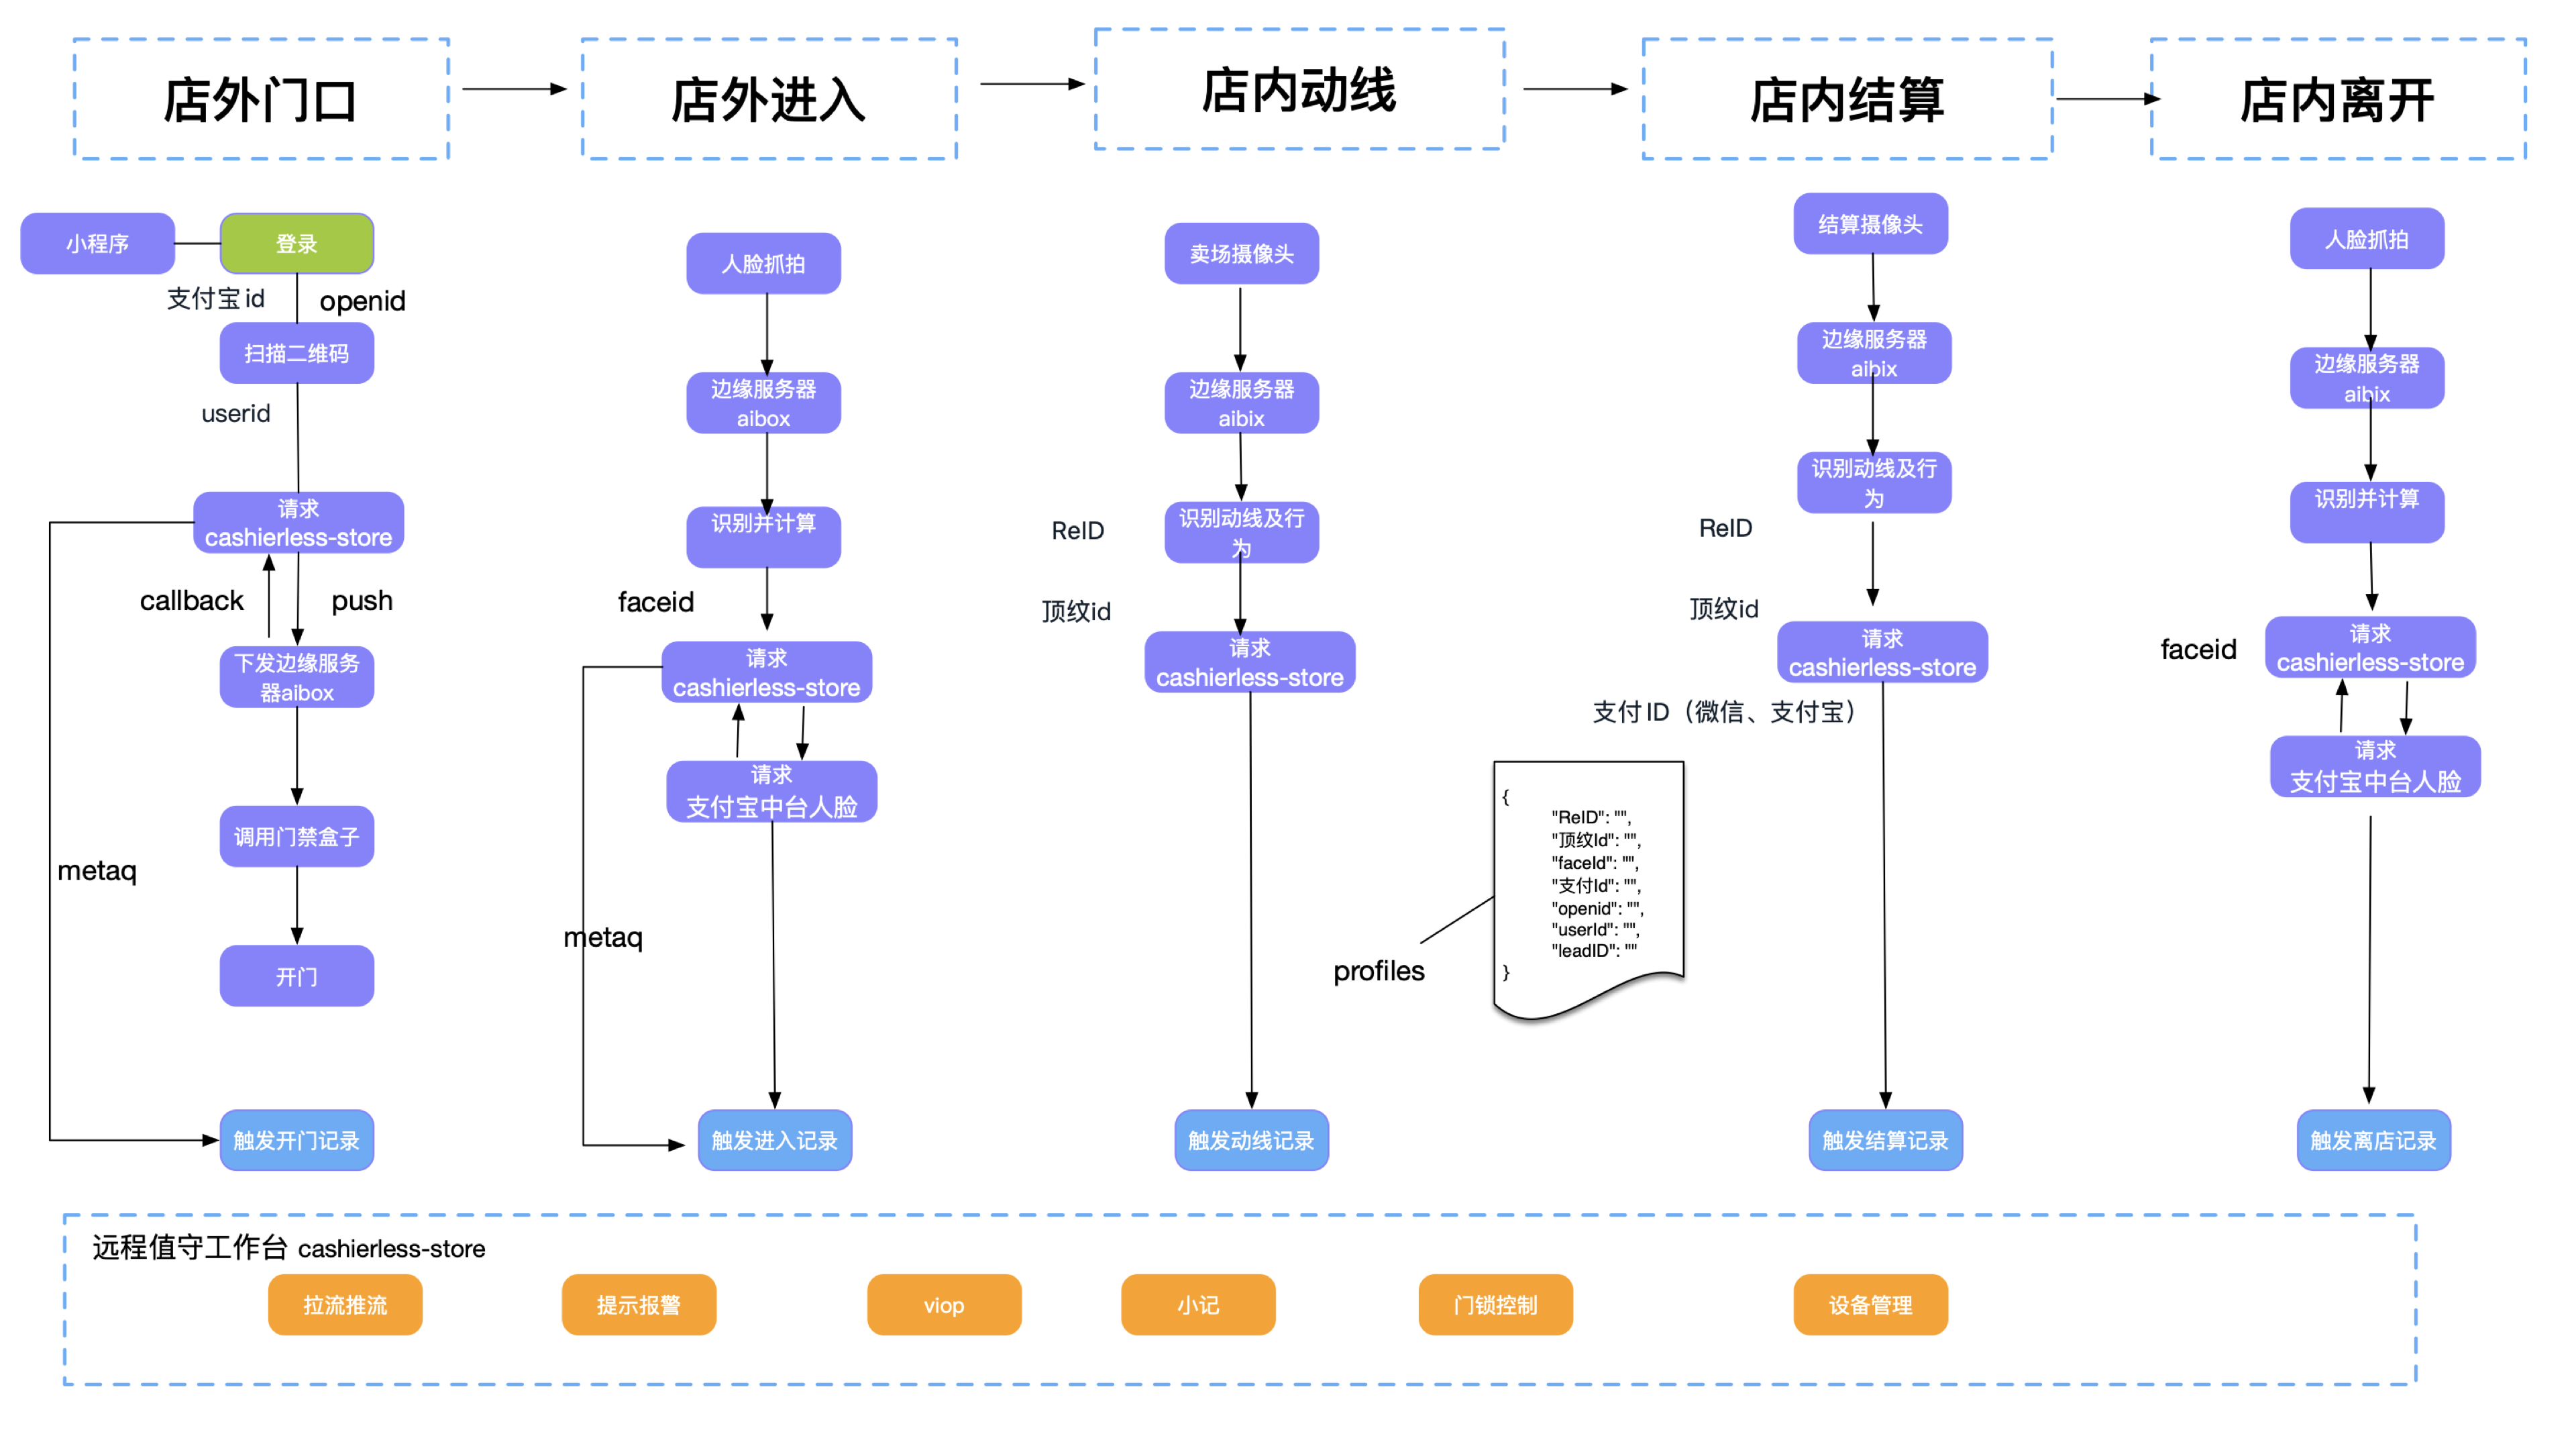 店外门口
店外进入
店内动线
店内结算
店内离开
小程序
登录
支付宝id
openid
扫描二维码
userid
请求
cashierless-store
callback
push
下发边缘服务
器aibox
调用门禁盒子
metaq
开门
触发开门记录
人脸抓拍
边缘服务器
aibox
识别并计算
faceid
请求
cashierless-store
请求
支付宝中台人脸
metaq
触发进入记录
卖场摄像头
边缘服务器
aibix
ReID
识别动线及行
为
顶纹id
请求
cashierless-store
触发动线记录
profiles
{
"ReID": "",
"顶纹Id": "",
"faceId": "",
"支付Id": "",
"openid": "",
"userId": "",
"leadID": ""
}
结算摄像头
边缘服务器
aibix
识别动线及行
为
ReID
顶纹id
请求
cashierless-store
支付ID（微信、支付宝）
触发结算记录
人脸抓拍
边缘服务器
aibix
识别并计算
faceid
请求
cashierless-store
请求
支付宝中台人脸
触发离店记录
远程值守工作台 cashierless-store
拉流推流
提示报警
viop
小记
门锁控制
设备管理